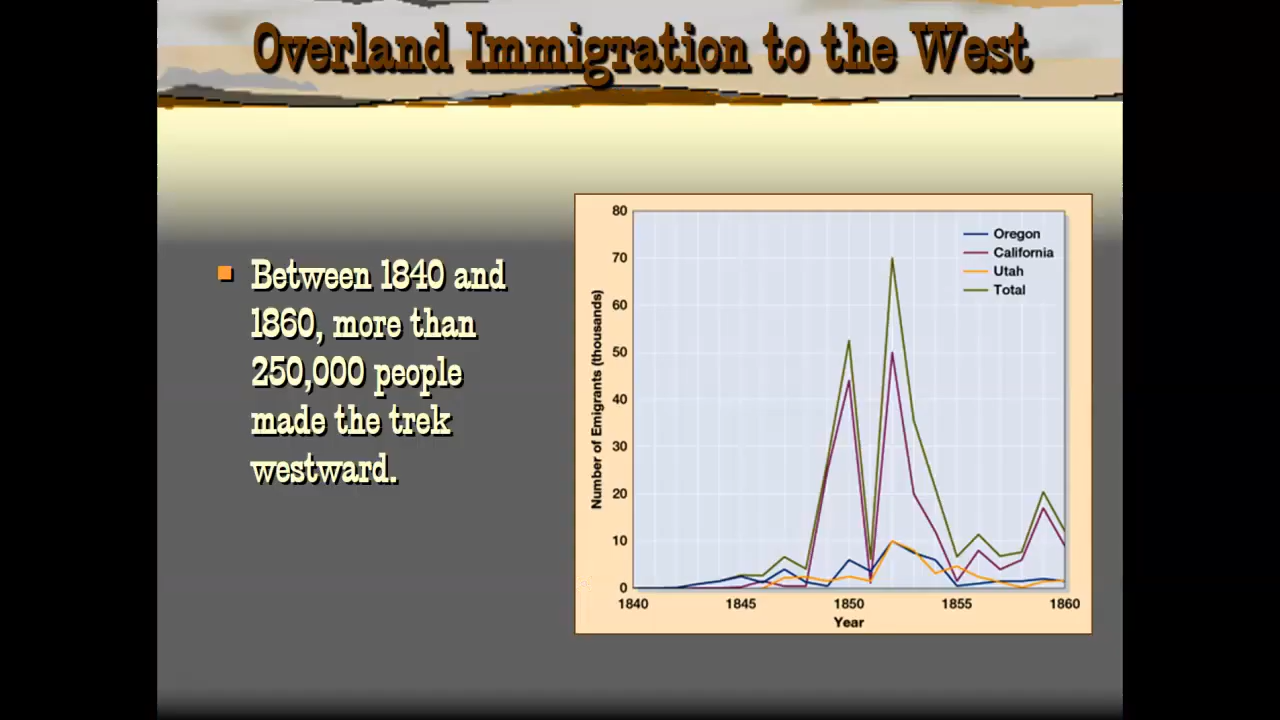 Overland Immigration to the West
Between 1840 and
1860, more than
250,000 people
made the trek
westward.
80
70
60
50
40
30
20
10
0
Number of Emigrants (thousands)
Oregon
California
Utah
Total
1840 1845 1850 1855 1860
Year